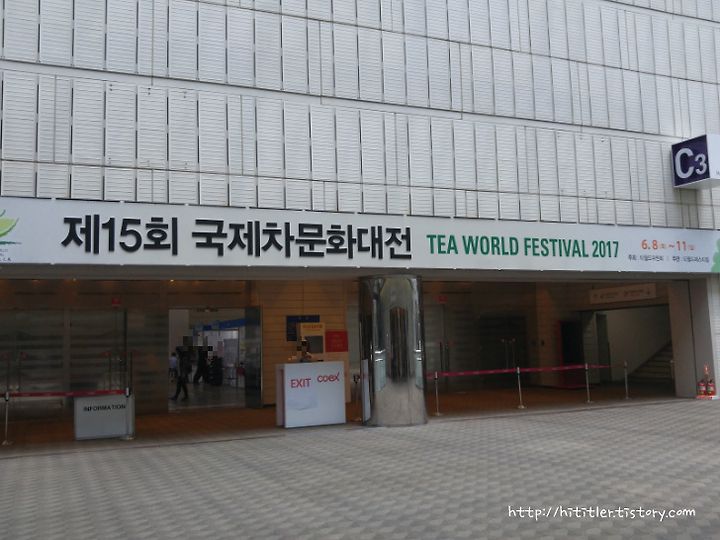 C3
제15회 국제차문화대전 TEA WORLD FESTIVAL 2017 6.8(목)~11(일)
EXIT coex
INFORMATION
http://hititler.tistory.com/